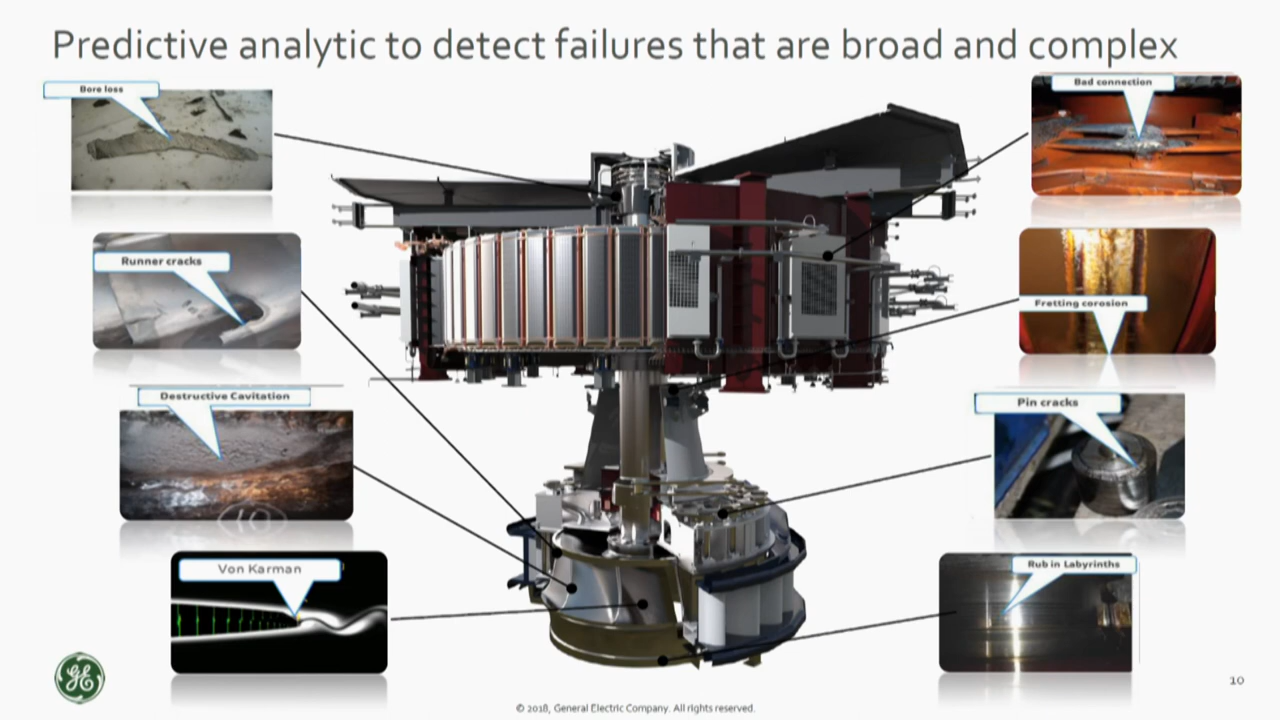 Predictive analytic to detect failures that are broad and complex
Bore loss
Bad connection
Runner cracks
Fretting corosion
Destructive Cavitation
Pin cracks
Von Karman
Rub in Labyrinths
10
© 2018, General Electric Company. All rights reserved.